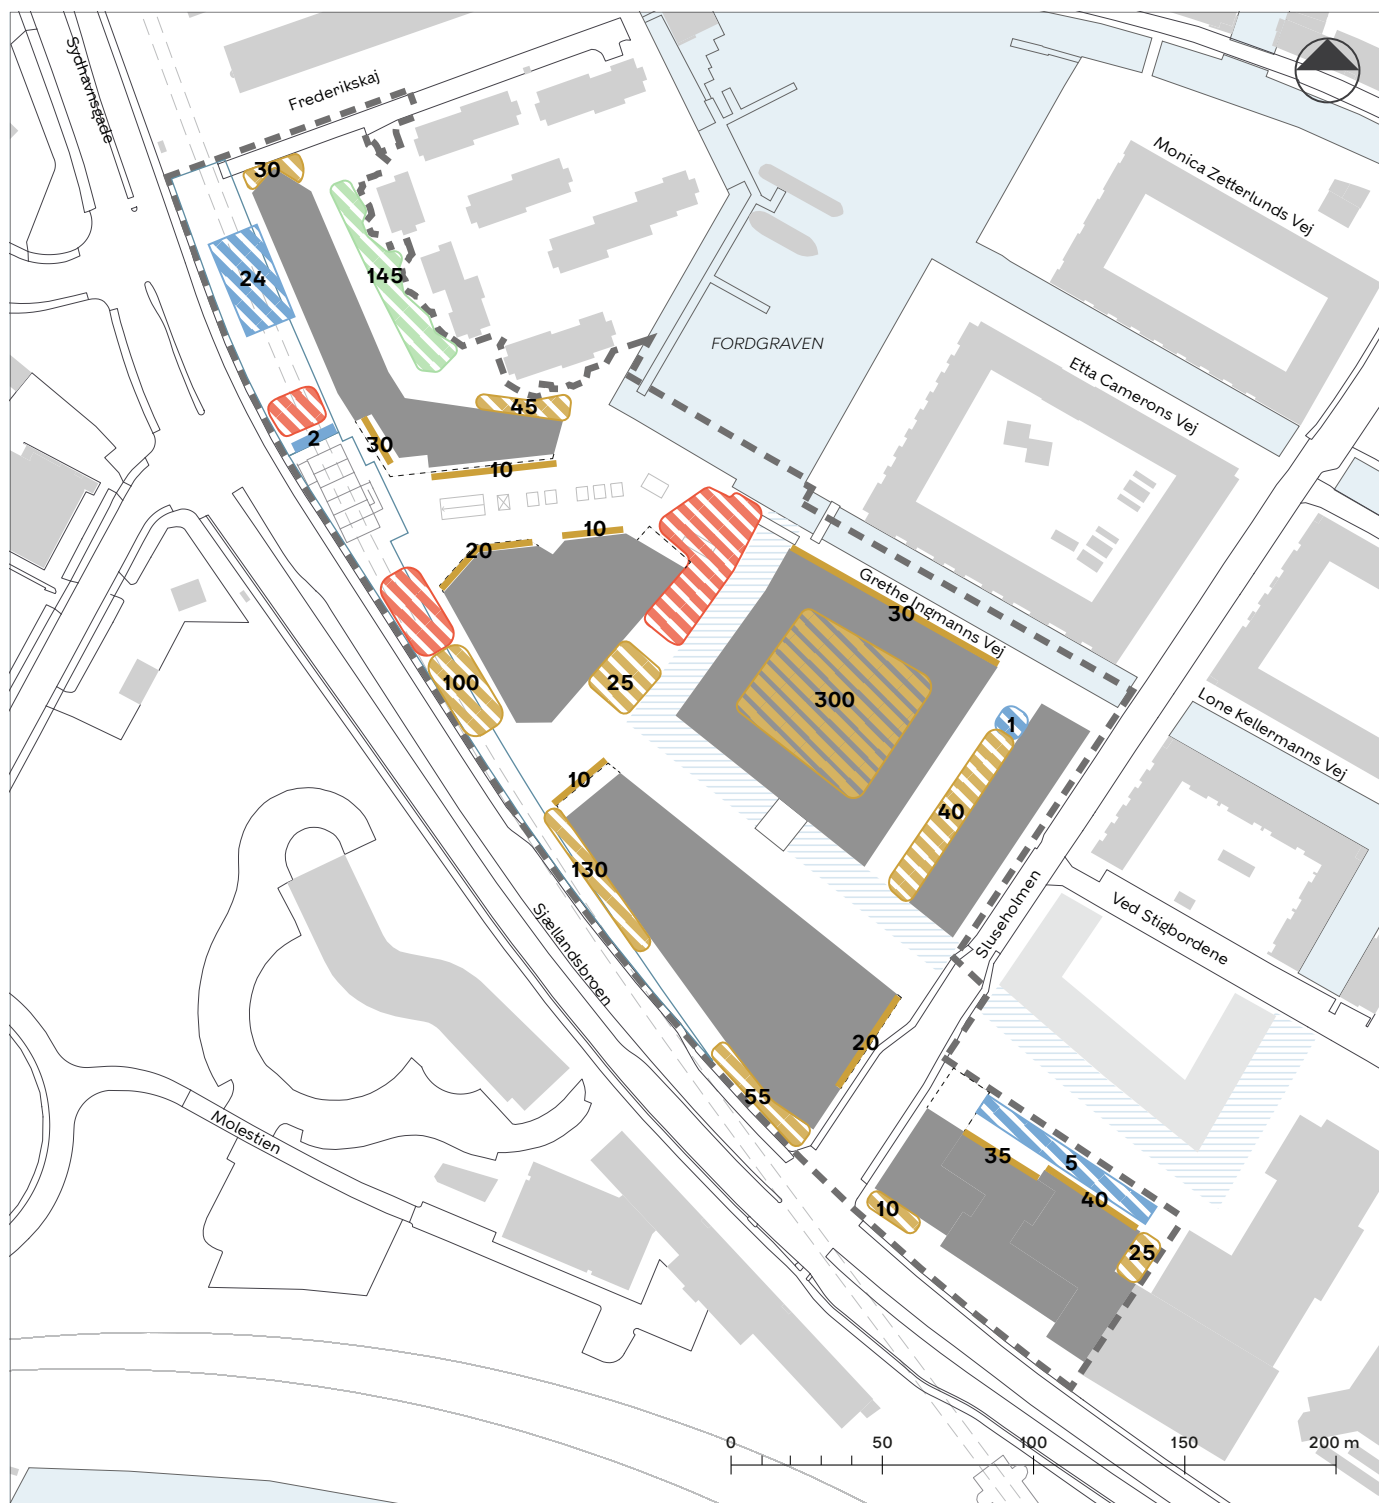 Sydhavnsgade
Frederikskaj
30
Monica Zetterlunds Vej
24
145
FORDGRAVEN
Etta Camerons Vej
45
2
30
10
10
20
Grethe Ingmanns Vej
30
100
25
300
Lone Kellermanns Vej
1
10
40
130
Sluseholmen
Ved Stigbordene
Sjællandsbroen
20
55
Molestien
35
5
40
10
25
0 50 100 150 200 m